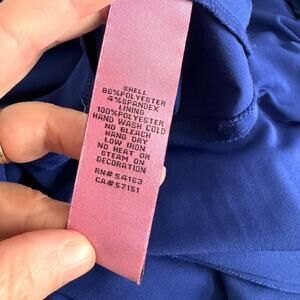 SHELL
86%POLYESTER
4%SPANDEX
LINING
100%POLYESTER
HAND WASH COLD
NO BLEACH
HANG DRY
LOW IRON
NO HEAT OR
STEAM ON
DECORATION
RN# 54163
CA#57151